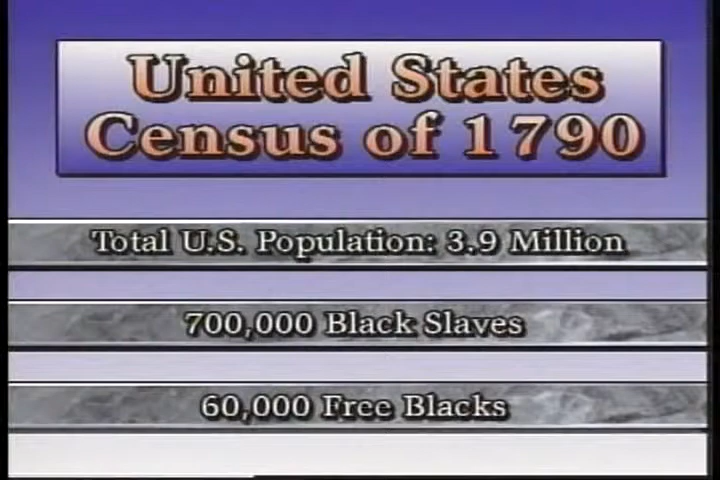 United States
Census of 1790
Total U.S. Population: 3.9 Million
700,000 Black Slaves
60,000 Free Blacks